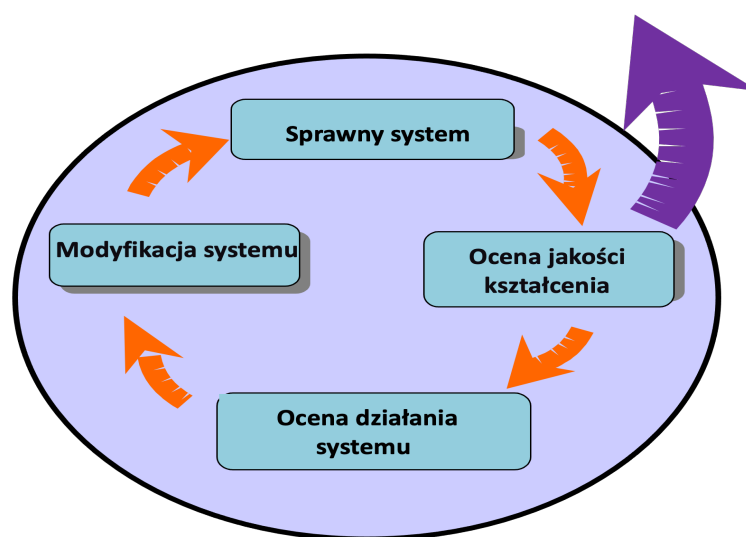 Sprawny system
Modyfikacja systemu
Ocena jakości
kształcenia
Ocena działania
systemu